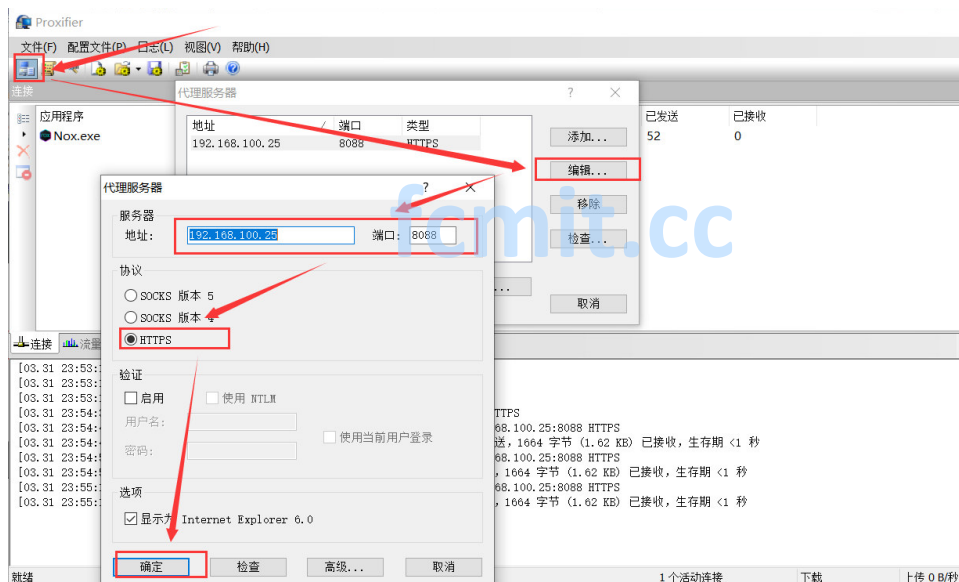 Proxifier
文件(F) 配置文件(P) 日志(L) 视图(V) 帮助(H)
连接
代理服务器 ? ×
应用程序
Nox.exe
地址 / 端口 类型
192.168.100.25 8088 HTTPS
已发送 已接收
52 0
添加...
编辑...
移除
检查...
...
取消
fcmit.cc
代理服务器 ? ×
服务器
地址: 192.168.100.25 端口: 8088
协议
SOCKS 版本 5
SOCKS 版本 4
HTTPS
验证
启用 使用 NTLM
用户名:
使用当前用户登录
密码:
选项
显示为 Internet Explorer 6.0
确定 检查 高级... 取消
连接 流量
[03.31 23:53:
[03.31 23:53:
[03.31 23:53:
[03.31 23:54: TTPS
[03.31 23:54: 68.100.25:8088 HTTPS
[03.31 23:54: 送, 1664 字节 (1.62 KB) 已接收, 生存期 <1 秒
[03.31 23:54: 68.100.25:8088 HTTPS
[03.31 23:54: , 1664 字节 (1.62 KB) 已接收, 生存期 <1 秒
[03.31 23:55: 68.100.25:8088 HTTPS
[03.31 23:55: , 1664 字节 (1.62 KB) 已接收, 生存期 <1 秒
就绪 1 个活动连接 下载 上传 0 B/秒